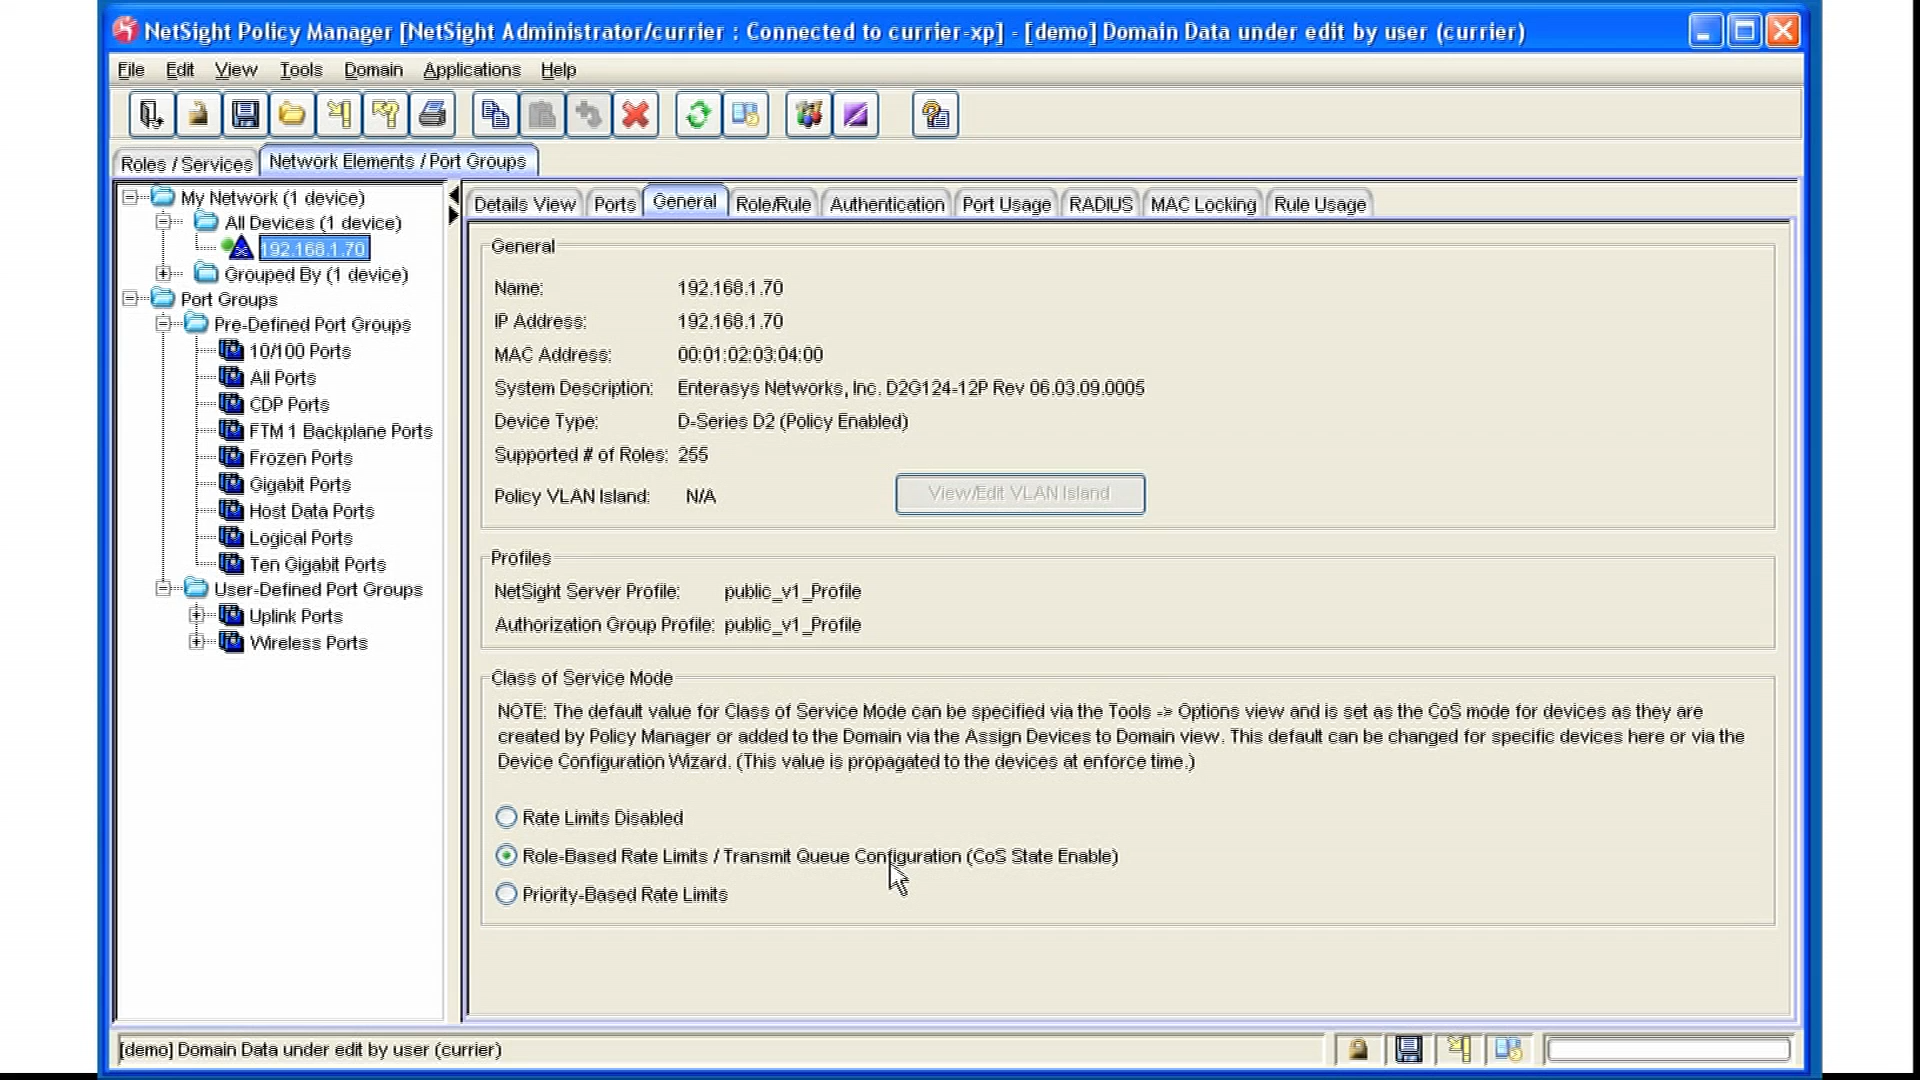 NetSight Policy Manager [NetSight Administrator/currier : Connected to currier-xp] - [demo] Domain Data under edit by user (currier)
File Edit View Tools Domain Applications Help
Roles / Services Network Elements / Port Groups
My Network (1 device)
All Devices (1 device)
192.168.1.70
Grouped By (1 device)
Port Groups
Pre-Defined Port Groups
10/100 Ports
All Ports
CDP Ports
FTM 1 Backplane Ports
Frozen Ports
Gigabit Ports
Host Data Ports
Logical Ports
Ten Gigabit Ports
User-Defined Port Groups
Uplink Ports
Wireless Ports
Details View Ports General Role/Rule Authentication Port Usage RADIUS MAC Locking Rule Usage
General
Name: 192.168.1.70
IP Address: 192.168.1.70
MAC Address: 00:01:02:03:04:00
System Description: Enterasys Networks, Inc. D2G124-12P Rev 06.03.09.0005
Device Type: D-Series D2 (Policy Enabled)
Supported # of Roles: 255
Policy VLAN Island: N/A View/Edit VLAN Island
Profiles
NetSight Server Profile: public_v1_Profile
Authorization Group Profile: public_v1_Profile
Class of Service Mode
NOTE: The default value for Class of Service Mode can be specified via the Tools -> Options view and is set as the CoS mode for devices as they are
created by Policy Manager or added to the Domain via the Assign Devices to Domain view. This default can be changed for specific devices here or via the
Device Configuration Wizard. (This value is propagated to the devices at enforce time.)
Rate Limits Disabled
Role-Based Rate Limits / Transmit Queue Configuration (CoS State Enable)
Priority-Based Rate Limits
[demo] Domain Data under edit by user (currier)